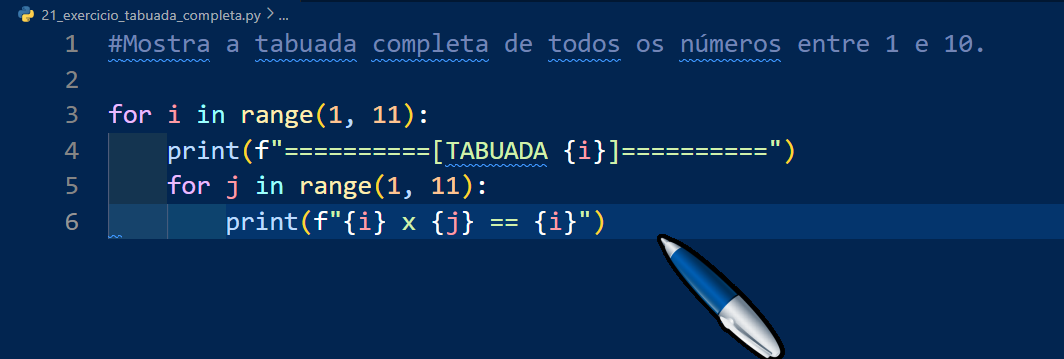 21_exercicio_tabuada_completa.py > ...
1 #Mostra a tabuada completa de todos os números entre 1 e 10.
2
3 for i in range(1, 11):
4     print(f"==========[TABUADA {i}]==========")
5     for j in range(1, 11):
6         print(f"{i} x {j} == {i}")